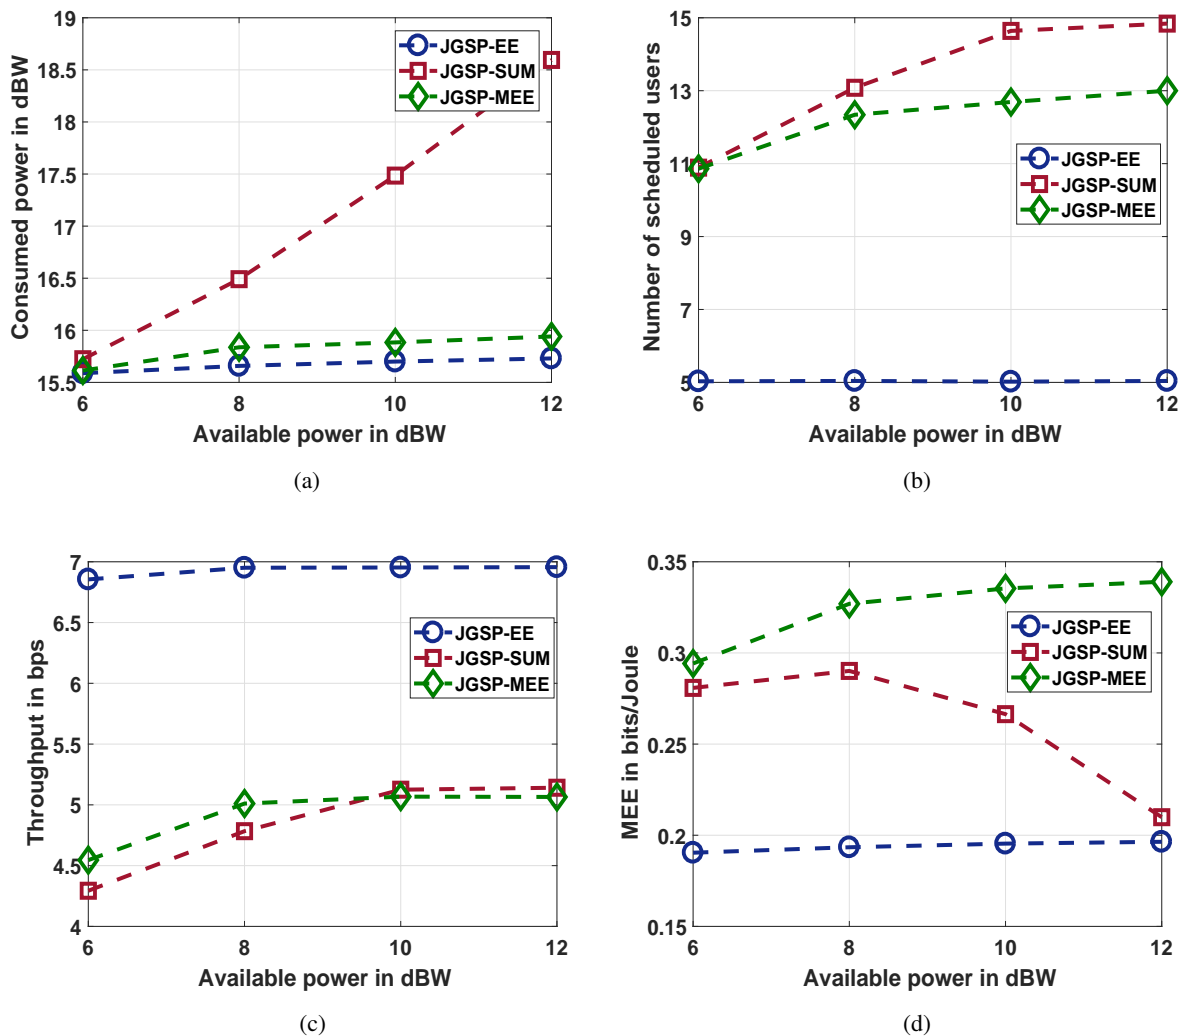 19
18.5
18
17.5
17
16.5
16
15.5
6
8
10
12
Consumed power in dBW
Available power in dBW
JGSP-EE
JGSP-SUM
JGSP-MEE
(a)
15
13
11
9
7
5
6
8
10
12
Number of scheduled users
Available power in dBW
JGSP-EE
JGSP-SUM
JGSP-MEE
(b)
7
6.5
6
5.5
5
4.5
4
6
8
10
12
Throughput in bps
Available power in dBW
JGSP-EE
JGSP-SUM
JGSP-MEE
(c)
0.35
0.3
0.25
0.2
0.15
6
8
10
12
MEE in bits/Joule
Available power in dBW
JGSP-EE
JGSP-SUM
JGSP-MEE
(d)